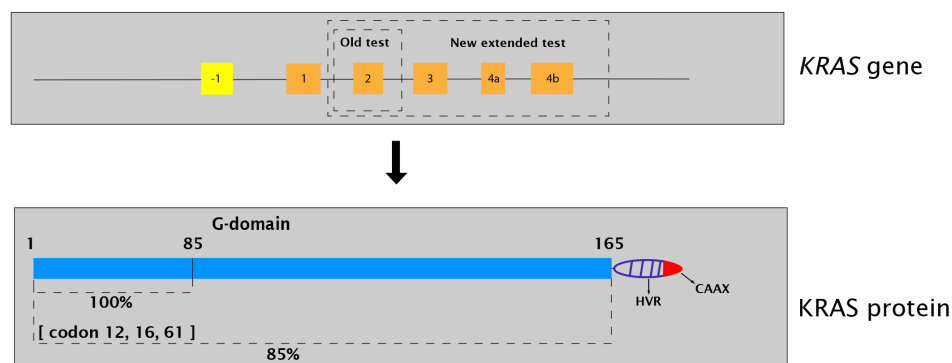 Old test
New extended test
-1
1
2
3
4a
4b
KRAS gene
G-domain
1
85
165
100%
HVR
CAAX
[ codon 12, 16, 61 ]
85%
KRAS protein